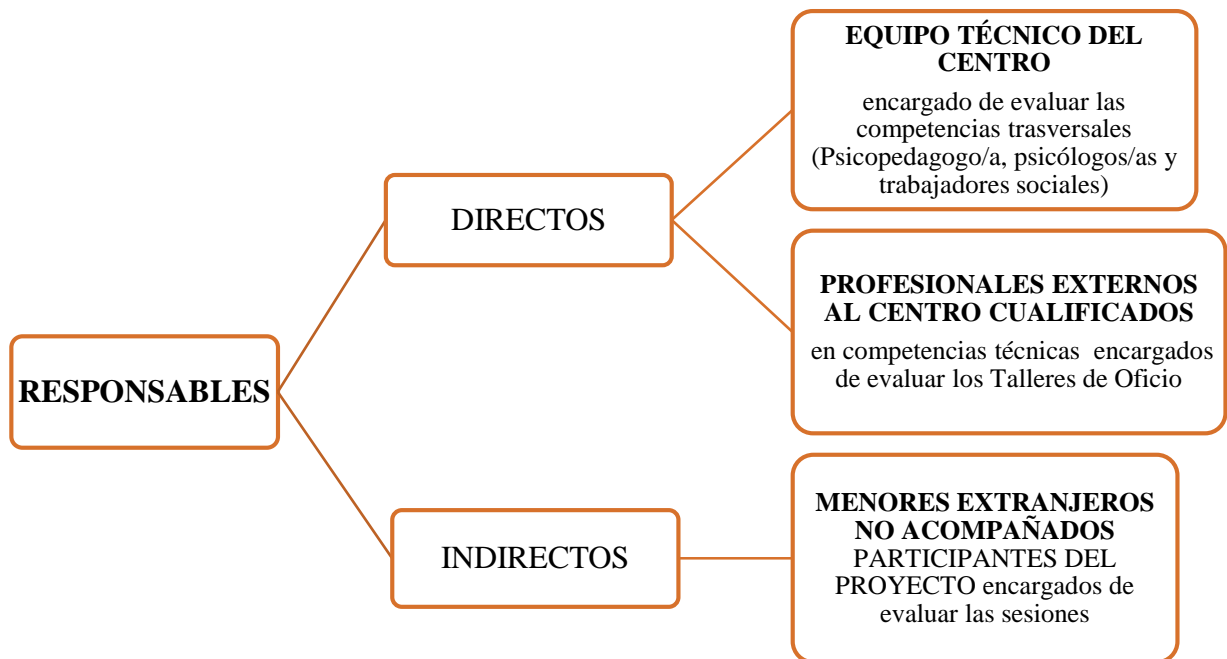 RESPONSABLES
DIRECTOS
EQUIPO TÉCNICO DEL
CENTRO
encargado de evaluar las
competencias trasversales
(Psicopedagogo/a, psicólogos/as y
trabajadores sociales)
PROFESIONALES EXTERNOS
AL CENTRO CUALIFICADOS
en competencias técnicas encargados
de evaluar los Talleres de Oficio
INDIRECTOS
MENORES EXTRANJEROS
NO ACOMPAÑADOS
PARTICIPANTES DEL
PROYECTO encargados de
evaluar las sesiones